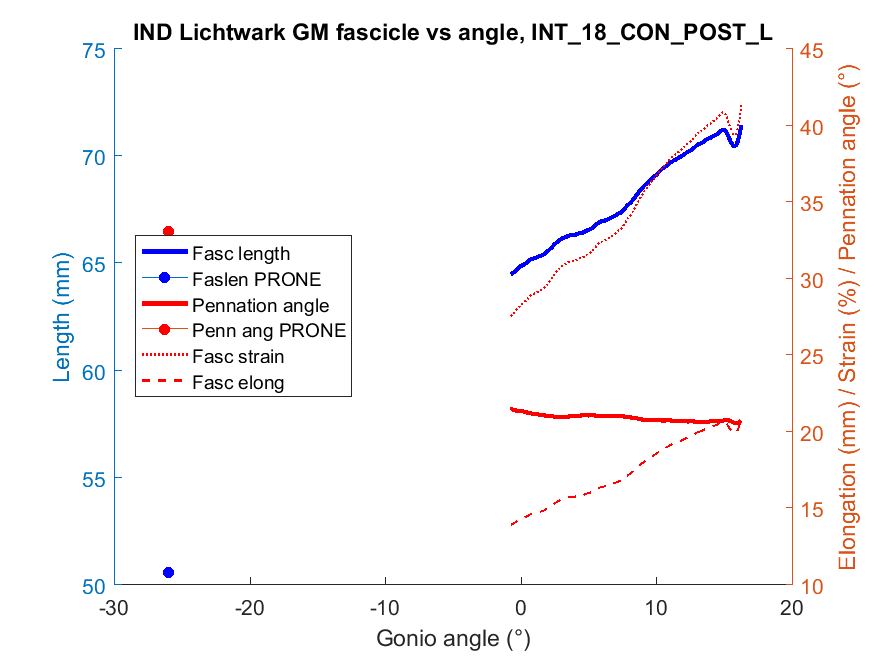 IND Lichtwark GM fascicle vs angle, INT_18_CON_POST_L
75
70
65
60
55
50
Length (mm)
45
40
35
30
25
20
15
10
Elongation (mm) / Strain (%) / Pennation angle (°)
Fasc length
Faslen PRONE
Pennation angle
Penn ang PRONE
Fasc strain
Fasc elong
-30
-20
-10
0
10
20
Gonio angle (°)